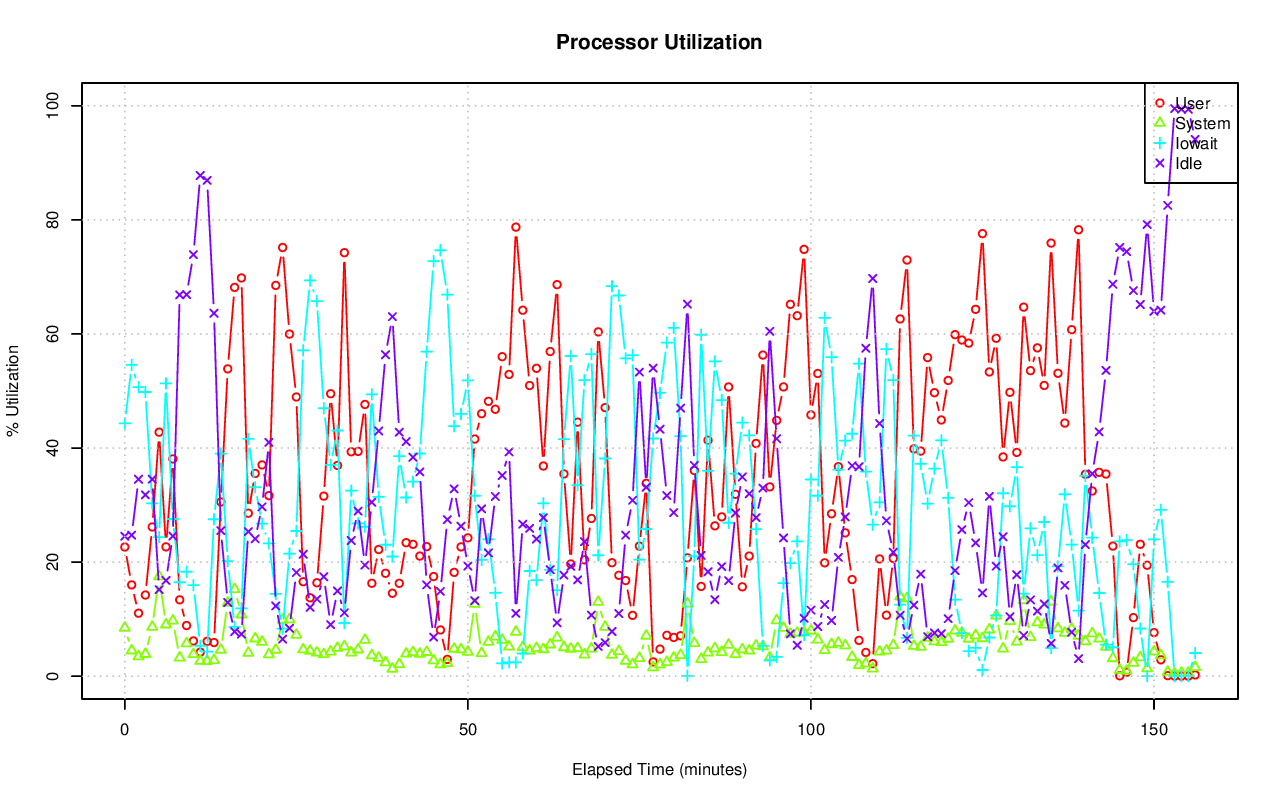 Processor Utilization
% Utilization
100
80
60
40
20
0
User
System
Iowait
Idle
0
50
100
150
Elapsed Time (minutes)